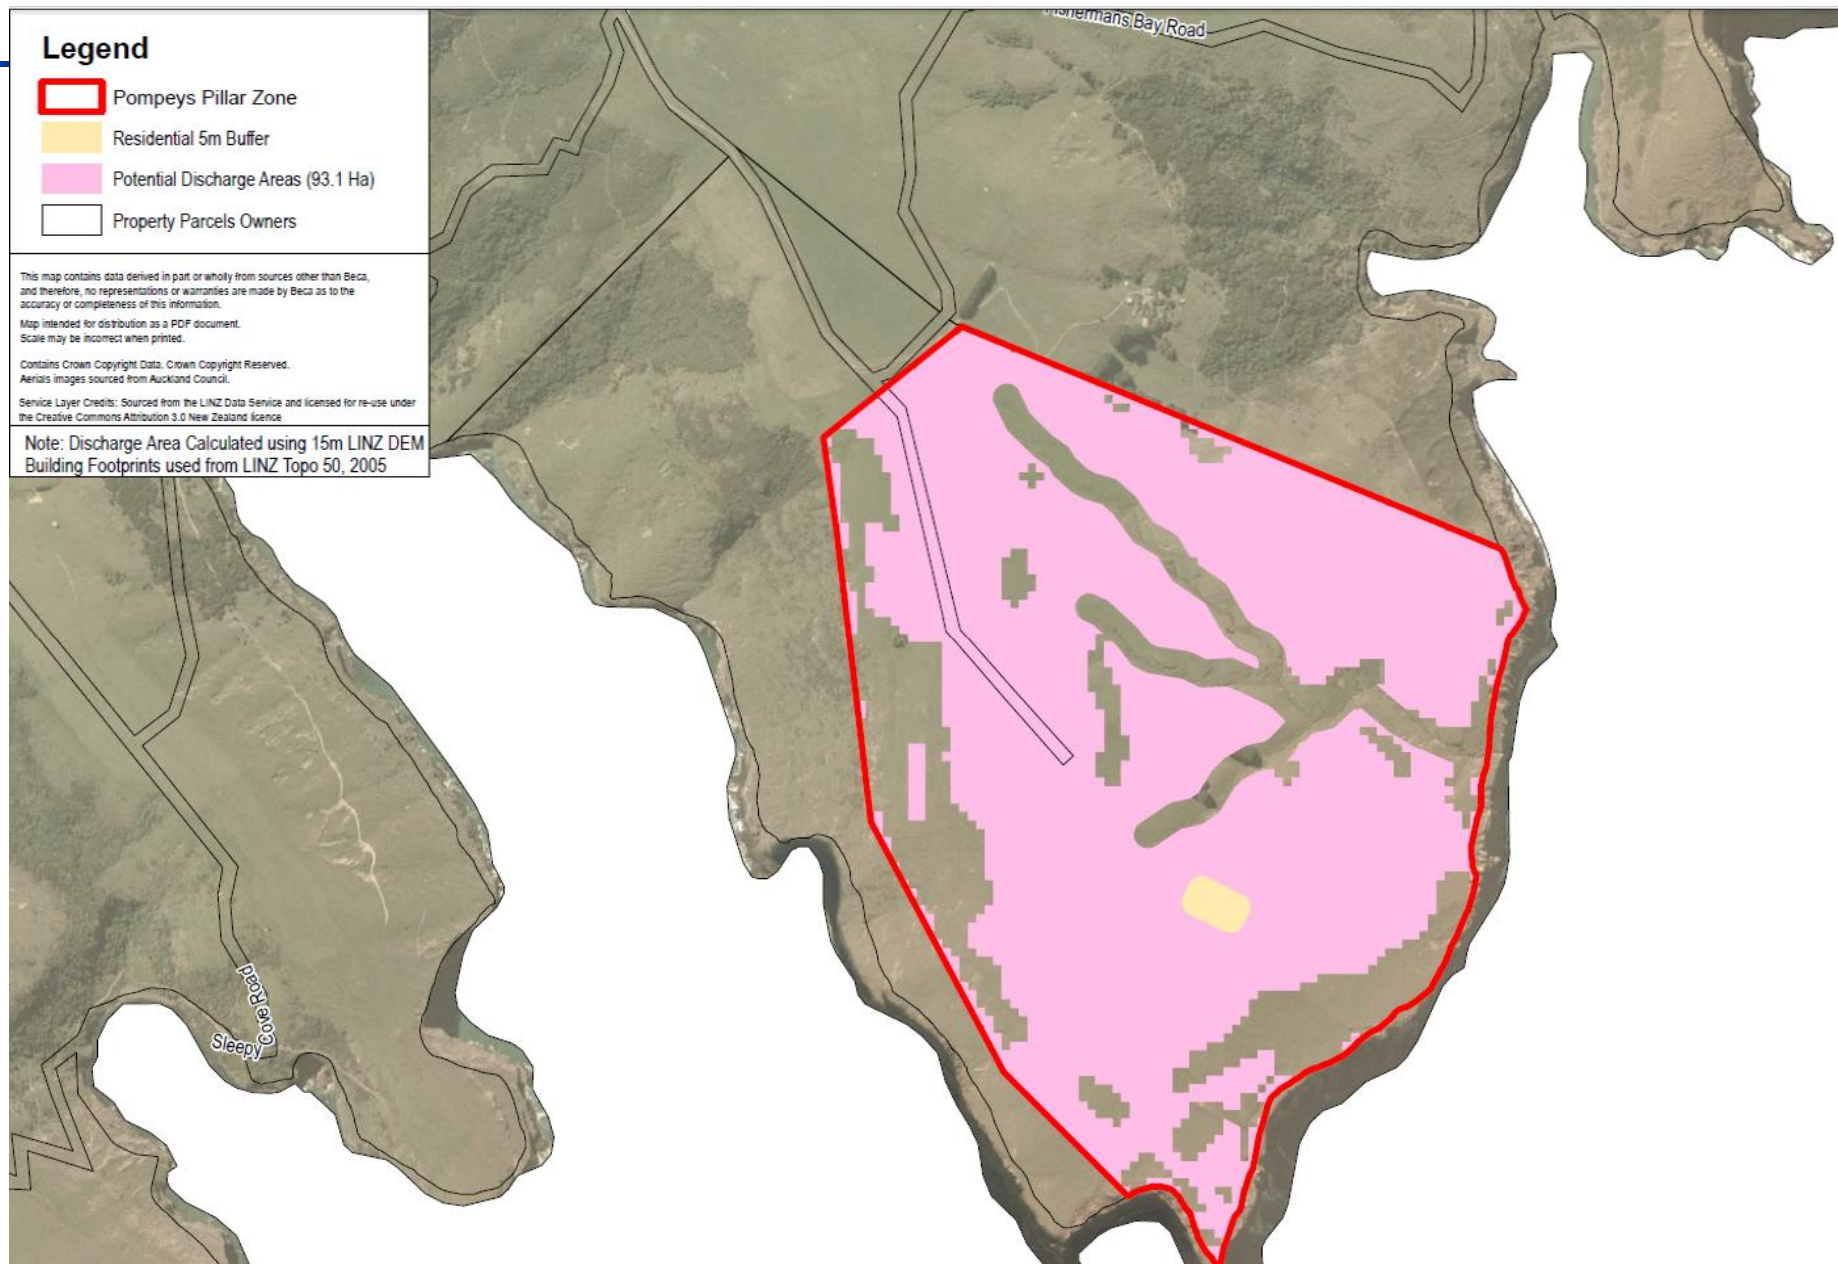 Legend
Pompeys Pillar Zone
Residential 5m Buffer
Potential Discharge Areas (93.1 Ha)
Property Parcels Owners
This map contains data derived in part or wholly from sources other than Beca,
and therefore, no representations or warranties are made by Beca as to the
accuracy or completeness of this information.
Map intended for distribution as a PDF document.
Scale may be incorrect when printed.
Contains Crown Copyright Data. Crown Copyright Reserved.
Aerials images sourced from Auckland Council.
Service Layer Credits: Sourced from the LINZ Data Service and licensed for re-use under
the Creative Commons Attribution 3.0 New Zealand licence
Note: Discharge Area Calculated using 15m LINZ DEM
Building Footprints used from LINZ Topo 50, 2005
Bay Road
Sleepy Cove Road